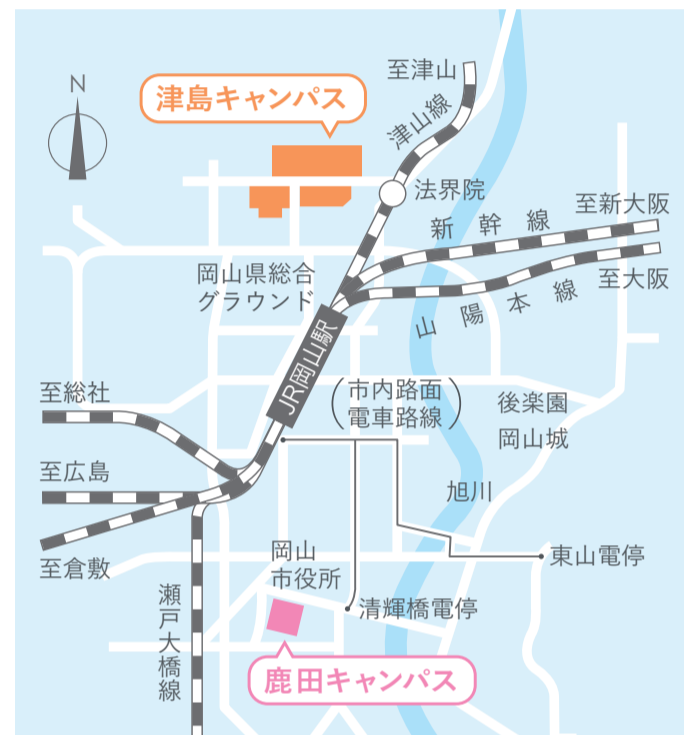 至津山
N
津島キャンパス
津山線
法界院
至新大阪
新幹線
岡山県総合
グラウンド
至大阪
山陽本線
JR岡山駅
(市内路面
電車路線)
至総社
後楽園
岡山城
至広島
旭川
岡山
市役所
東山電停
至倉敷
瀬戸大橋線
清輝橋電停
鹿田キャンパス